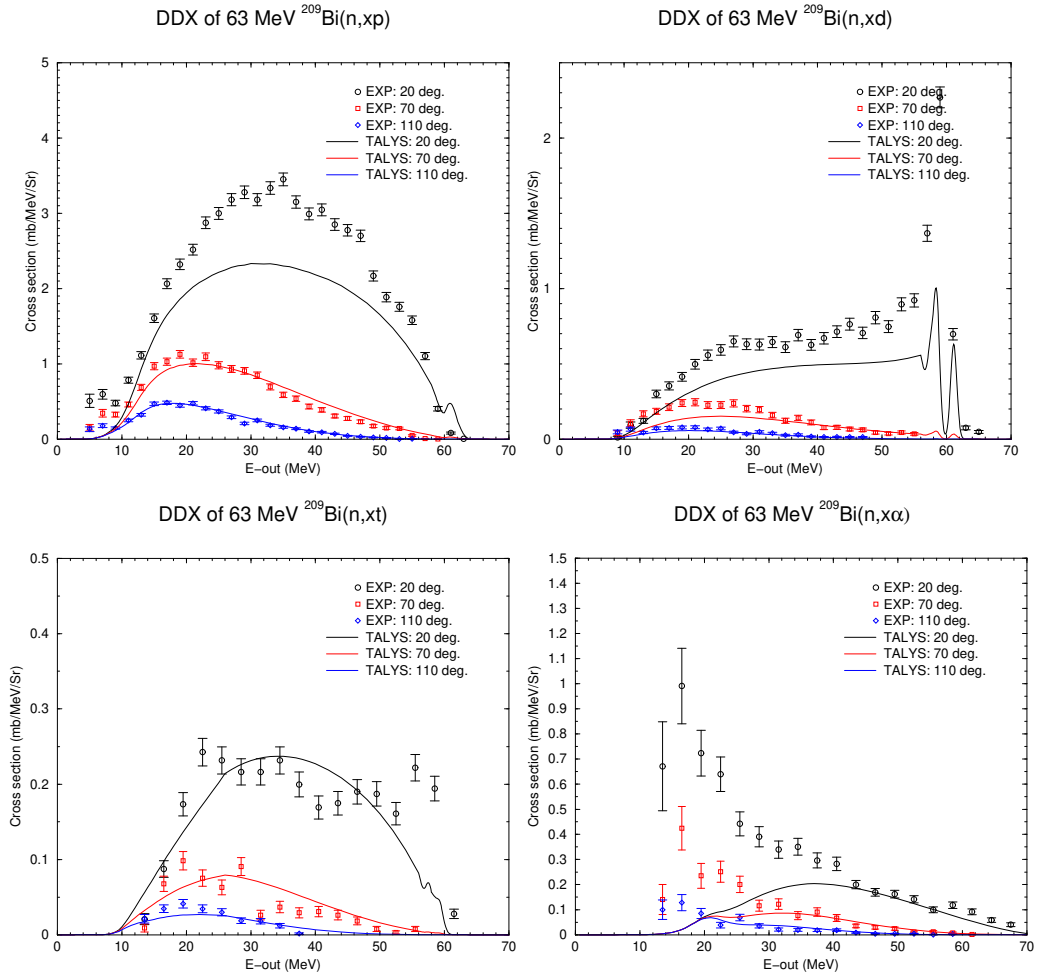 DDX of 63 MeV ²⁰⁹Bi(n,xp)
5
4
3
2
1
0
Cross section (mb/MeV/Sr)
EXP: 20 deg.
EXP: 70 deg.
EXP: 110 deg.
TALYS: 20 deg.
TALYS: 70 deg.
TALYS: 110 deg.
0 10 20 30 40 50 60 70
E−out (MeV)
DDX of 63 MeV ²⁰⁹Bi(n,xd)
2
1
0
Cross section (mb/MeV/Sr)
EXP: 20 deg.
EXP: 70 deg.
EXP: 110 deg.
TALYS: 20 deg.
TALYS: 70 deg.
TALYS: 110 deg.
0 10 20 30 40 50 60 70
E−out (MeV)
DDX of 63 MeV ²⁰⁹Bi(n,xt)
0.5
0.4
0.3
0.2
0.1
0
Cross section (mb/MeV/Sr)
EXP: 20 deg.
EXP: 70 deg.
EXP: 110 deg.
TALYS: 20 deg.
TALYS: 70 deg.
TALYS: 110 deg.
0 10 20 30 40 50 60 70
E−out (MeV)
DDX of 63 MeV ²⁰⁹Bi(n,xα)
1.5
1.4
1.3
1.2
1.1
1
0.9
0.8
0.7
0.6
0.5
0.4
0.3
0.2
0.1
0
Cross section (mb/MeV/Sr)
EXP: 20 deg.
EXP: 70 deg.
EXP: 110 deg.
TALYS: 20 deg.
TALYS: 70 deg.
TALYS: 110 deg.
0 10 20 30 40 50 60 70
E−out (MeV)